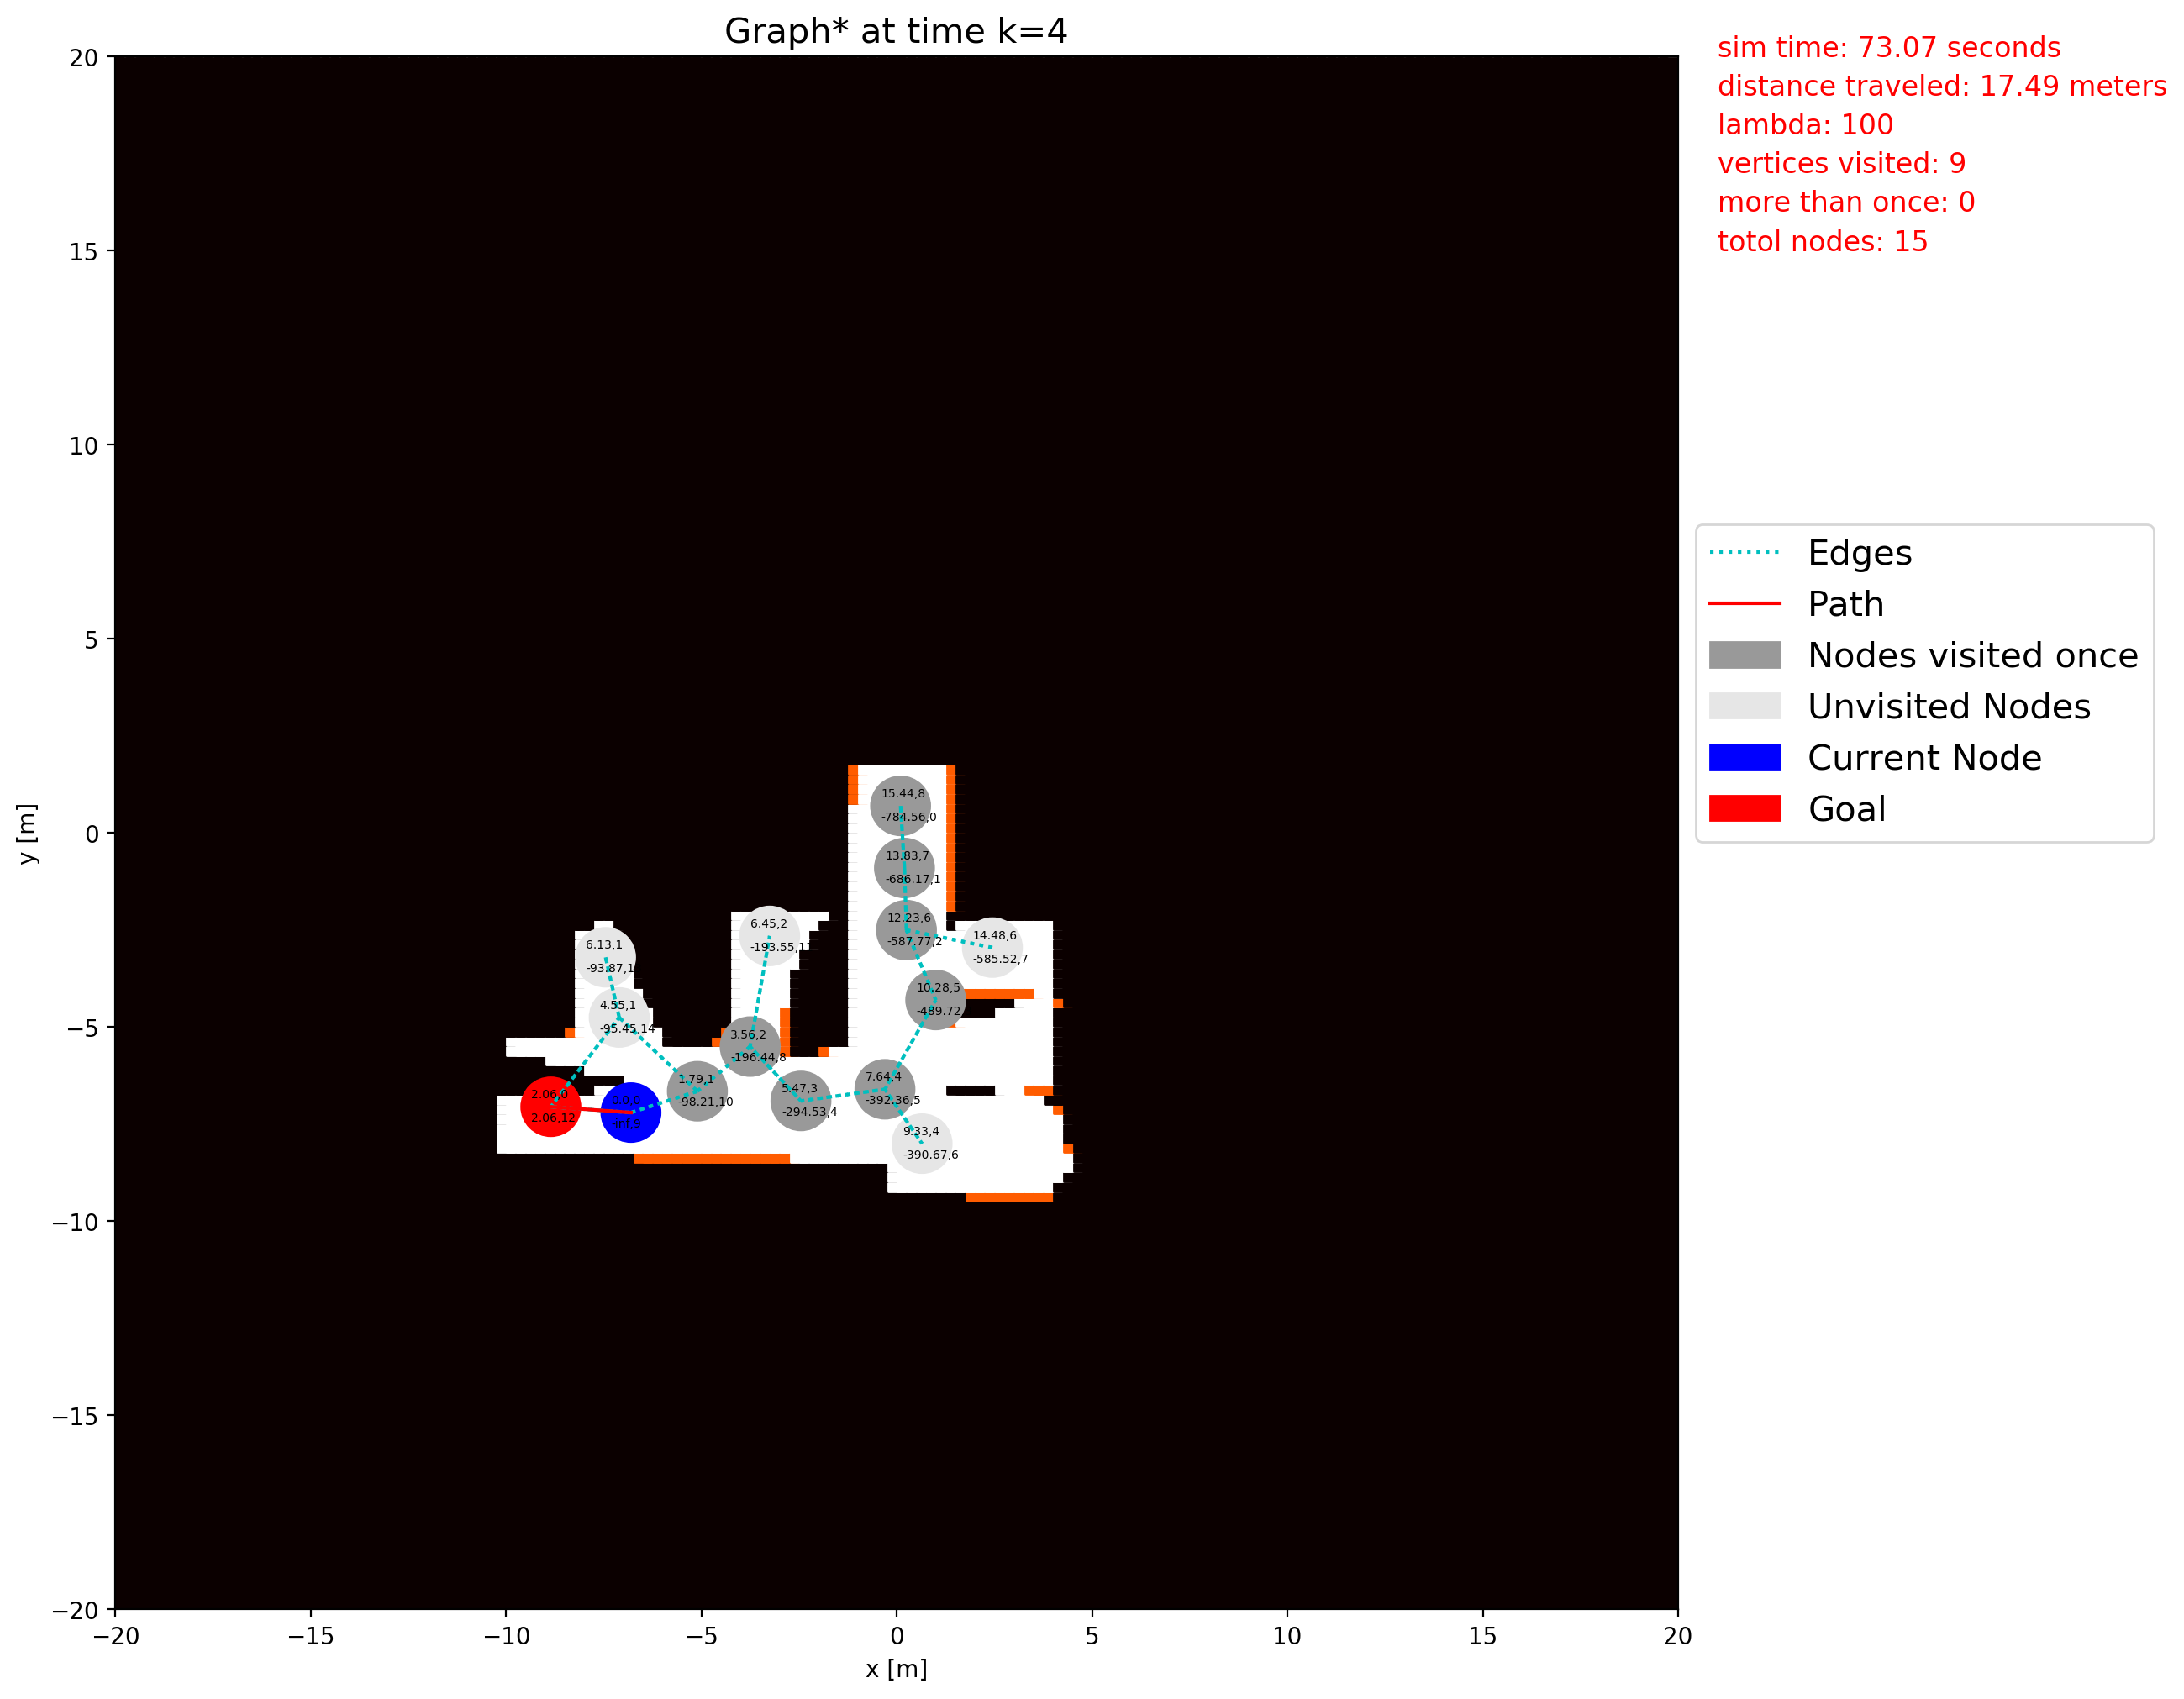 Graph* at time k=4
sim time: 73.07 seconds
distance traveled: 17.49 meters
lambda: 100
vertices visited: 9
more than once: 0
totol nodes: 15
Edges
Path
Nodes visited once
Unvisited Nodes
Current Node
Goal
20
15
10
5
0
−5
−10
−15
−20
y [m]
−20
−15
−10
−5
0
5
10
15
20
x [m]
15.44,8
-784.56,0
13.83,7
-686.17,1
12.23,6
-587.77,2
14.48,6
-585.52,7
6.45,2
6.13,1
4.55,1
-95.45,14
10.28,5
3.56,2
-196.44,8
1.79,1
-98.21,10
5.47,3
-294.53,4
7.64,4
-392.36,5
9.33,4
-390.67,6
2.06,0
2.06,12
0.0,0